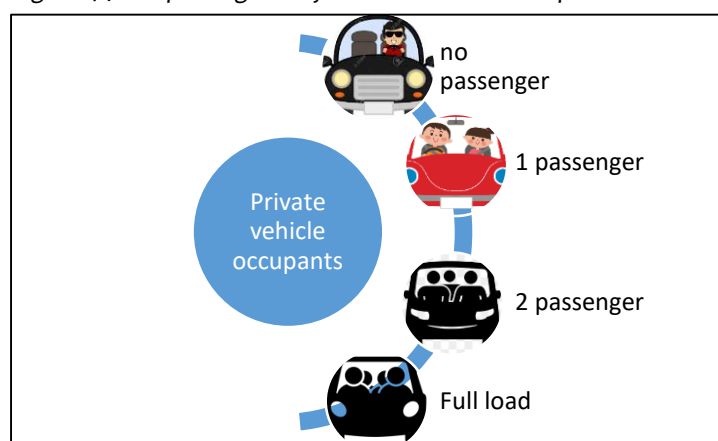 no
passenger
1 passenger
Private
vehicle
occupants
2 passenger
Full load